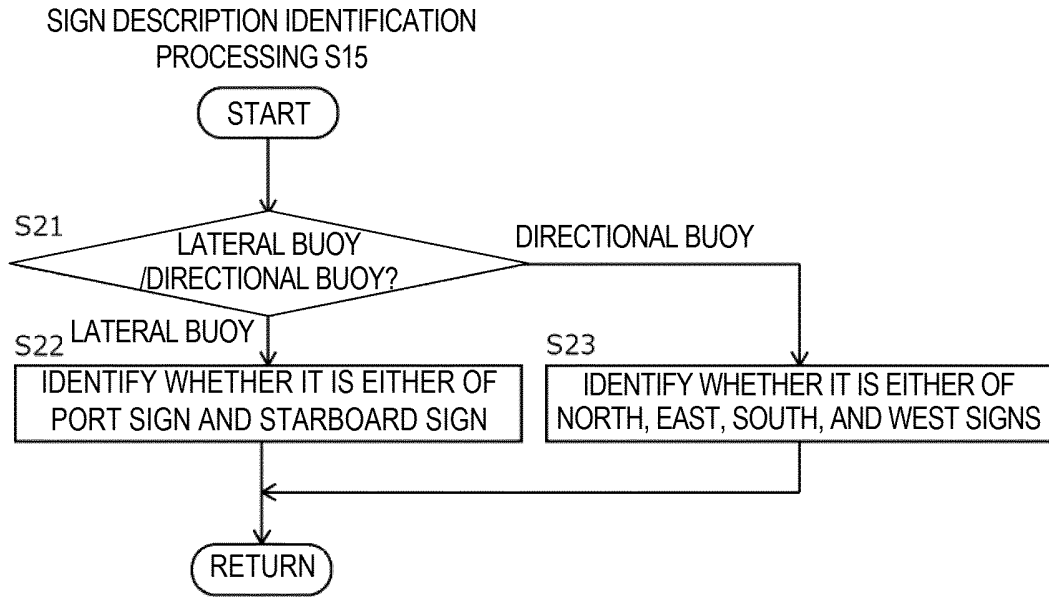 SIGN DESCRIPTION IDENTIFICATION
PROCESSING S15
START
S21
LATERAL BUOY
/DIRECTIONAL BUOY?
DIRECTIONAL BUOY
LATERAL BUOY
S22
IDENTIFY WHETHER IT IS EITHER OF
PORT SIGN AND STARBOARD SIGN
S23
IDENTIFY WHETHER IT IS EITHER OF
NORTH, EAST, SOUTH, AND WEST SIGNS
RETURN